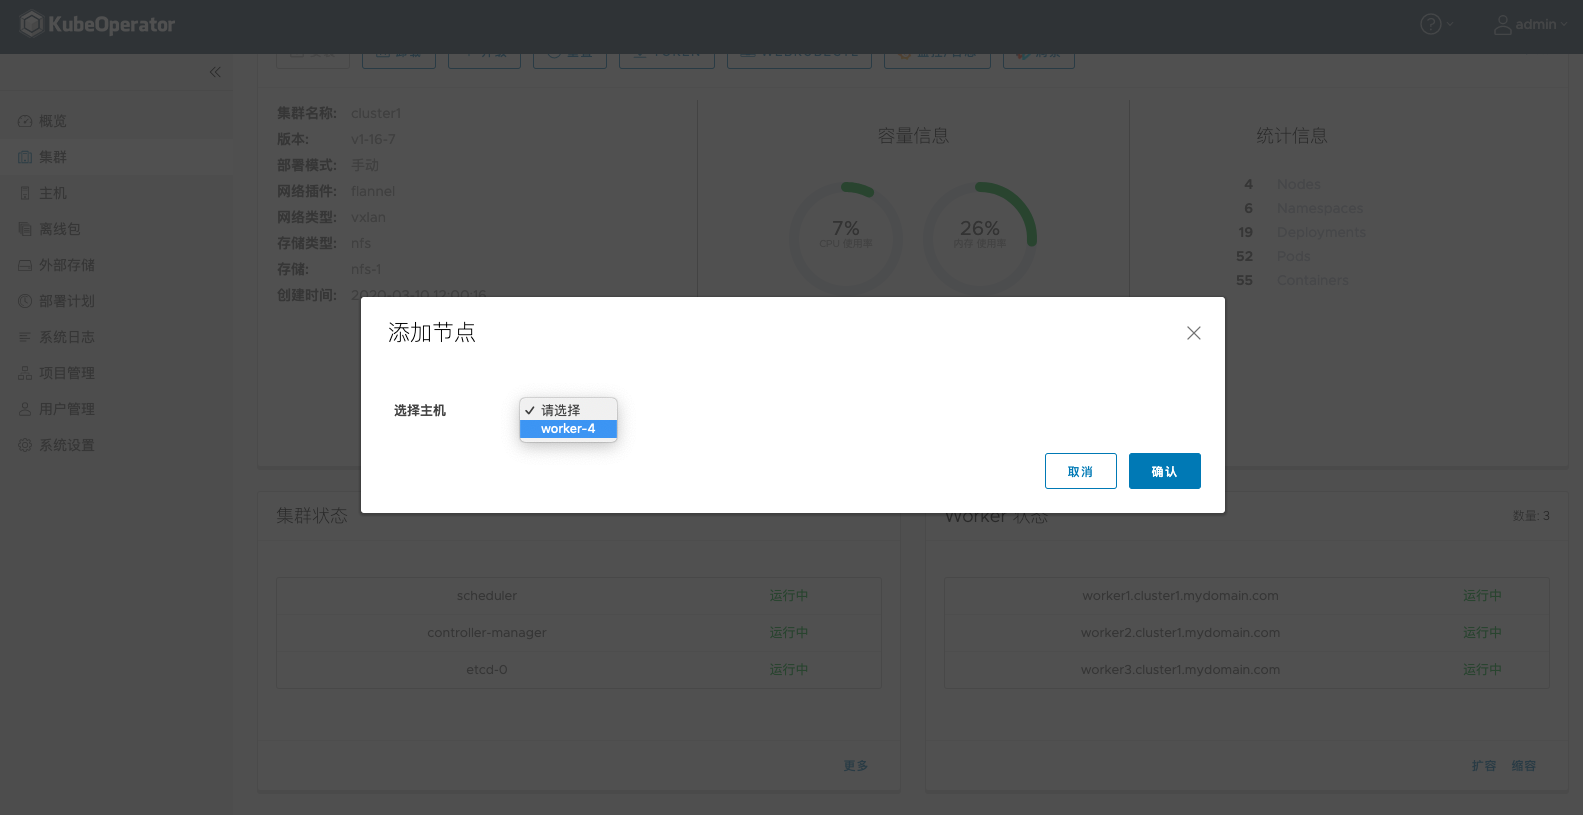 KubeOperator
admin
概览
集群
主机
离线包
外部存储
部署计划
系统日志
项目管理
用户管理
系统设置
集群名称: cluster1
版本: v1-16-7
部署模式: 手动
网络插件: flannel
网络类型: vxlan
存储类型: nfs
存储: nfs-1
创建时间: 2020-03-10 12:00:16
容量信息
7%
CPU 使用率
26%
内存 使用率
统计信息
4 Nodes
6 Namespaces
19 Deployments
52 Pods
55 Containers
添加节点
选择主机
请选择
worker-4
取消
确认
集群状态
scheduler 运行中
controller-manager 运行中
etcd-0 运行中
更多
Worker 状态
数量: 3
worker1.cluster1.mydomain.com 运行中
worker2.cluster1.mydomain.com 运行中
worker3.cluster1.mydomain.com 运行中
扩容 缩容